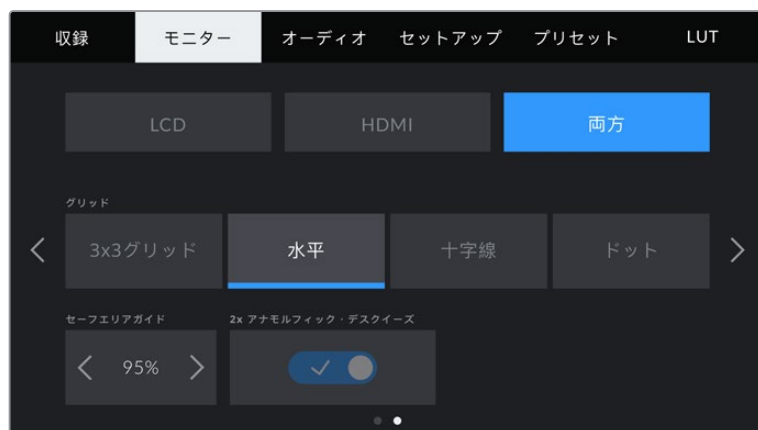 収録 モニター オーディオ セットアップ プリセット LUT
LCD HDMI 両方
グリッド
3x3グリッド 水平 十字線 ドット
セーフエリアガイド 2x アナモルフィック・デスクイーズ
95%